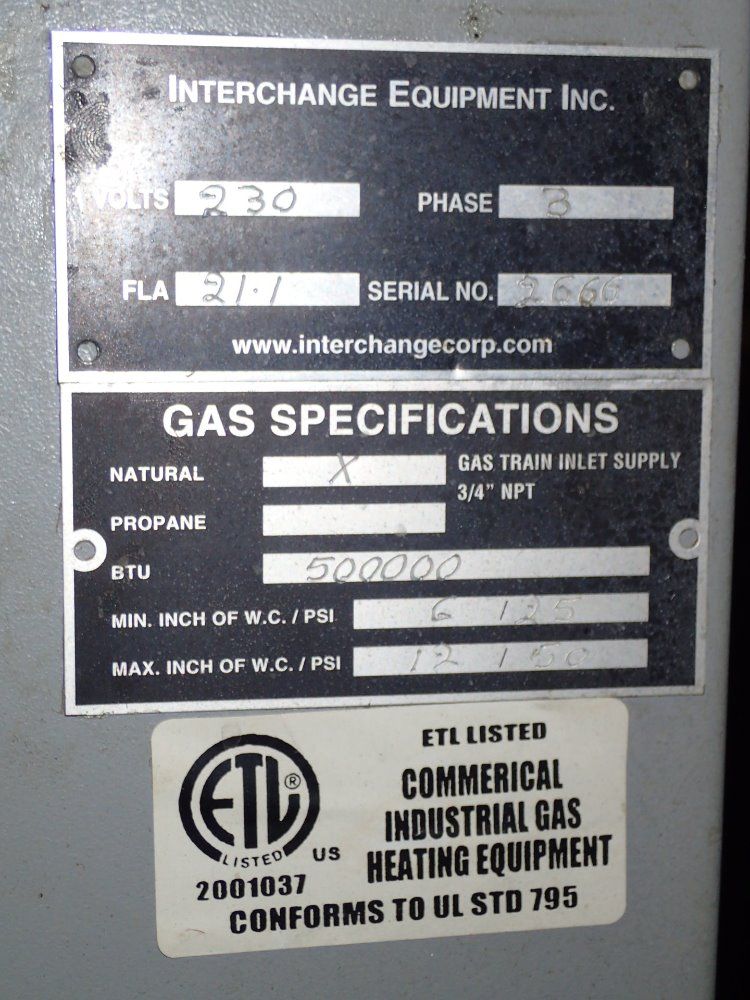 INTERCHANGE EQUIPMENT INC.
VOLTS 230 PHASE 3
FLA 21.1 SERIAL NO. 2666
www.interchangecorp.com
GAS SPECIFICATIONS
NATURAL X GAS TRAIN INLET SUPPLY
3/4" NPT
PROPANE
BTU 500000
MIN. INCH OF W.C. / PSI 6 / 25
MAX. INCH OF W.C. / PSI 12 / 50
ETL LISTED
COMMERICAL
INDUSTRIAL GAS
HEATING EQUIPMENT
ETL ®
LISTED US
2001037
CONFORMS TO UL STD 795